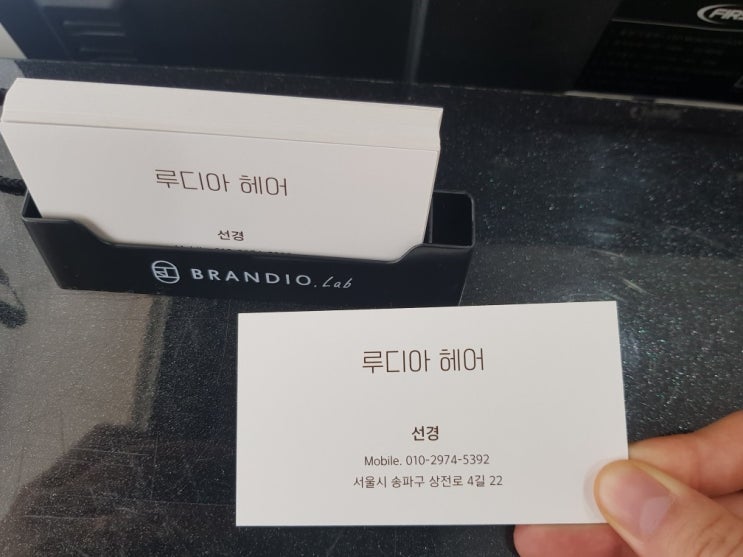 루디아 헤어
선경
BRANDIO.Lab
루디아 헤어
선경
Mobile. 010-2974-5392
서울시 송파구 상전로 4길 22